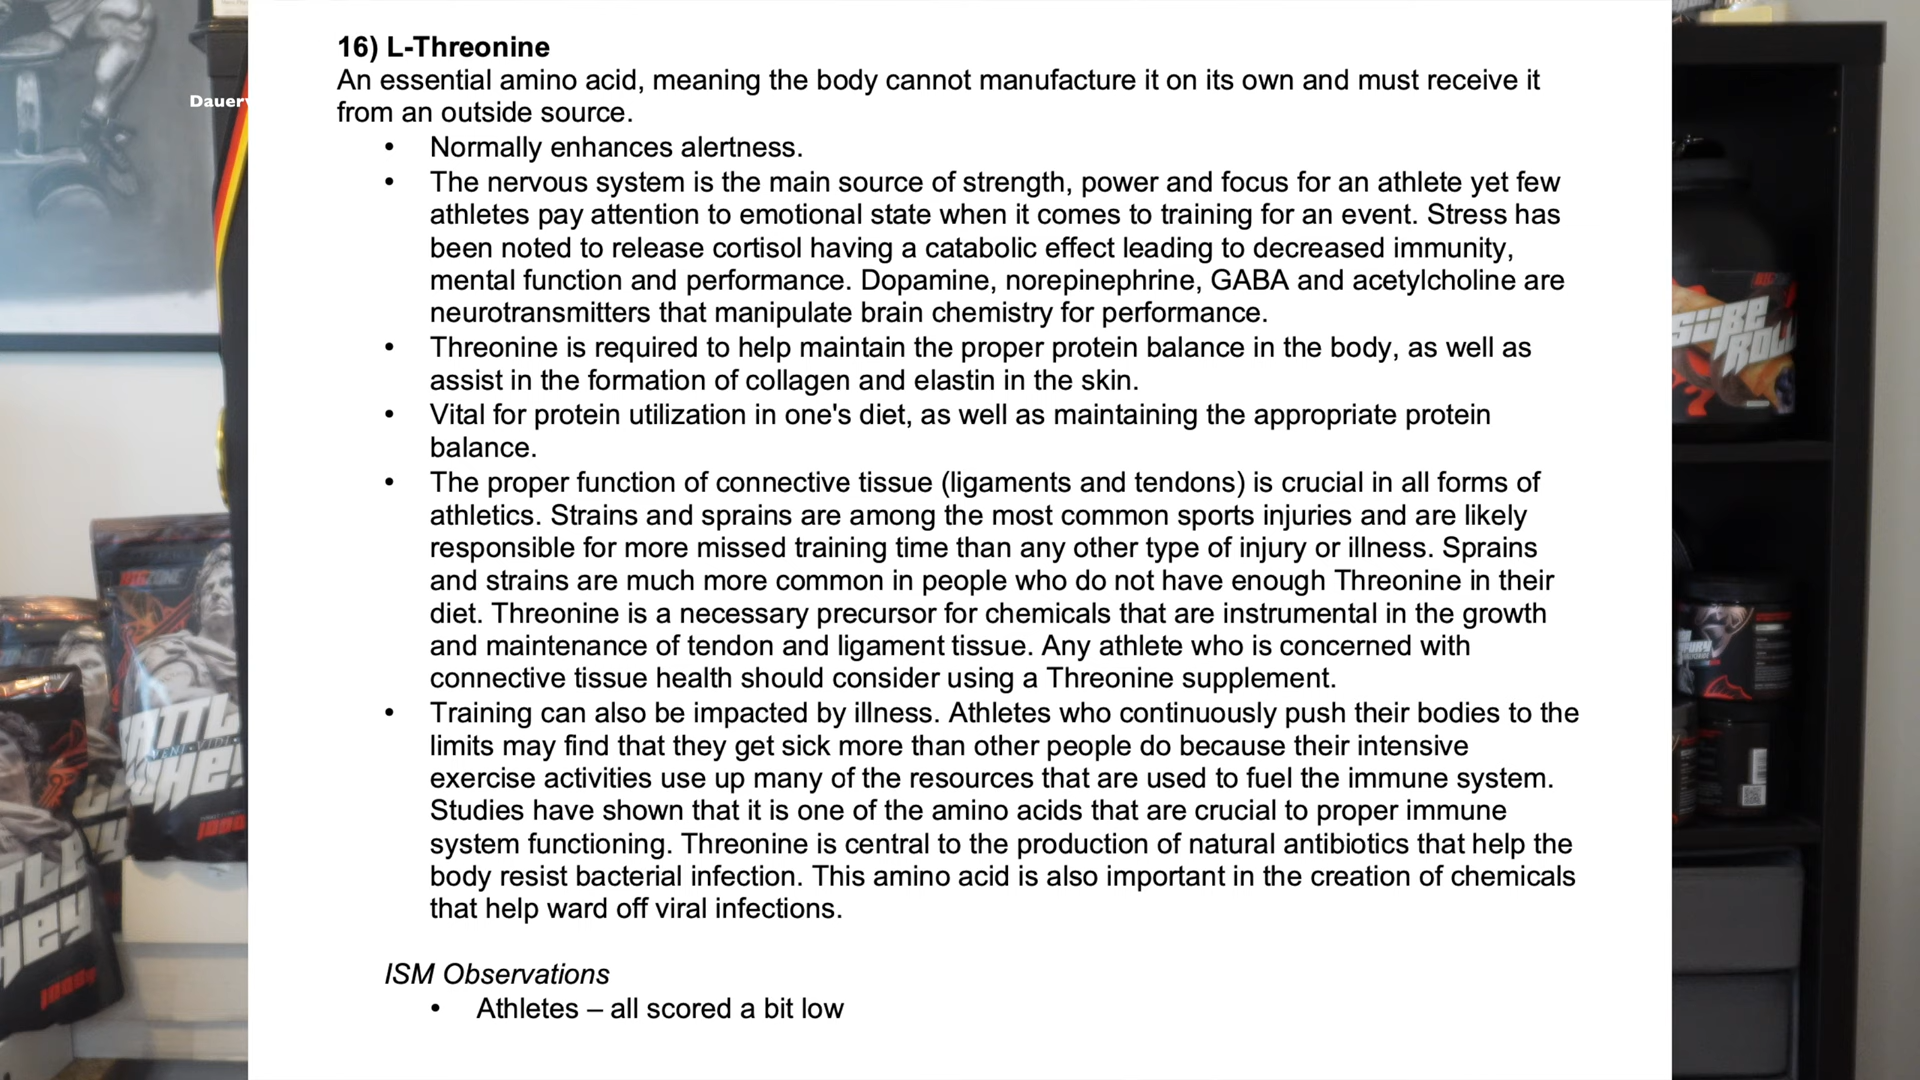 16) L-Threonine
An essential amino acid, meaning the body cannot manufacture it on its own and must receive it
from an outside source.
• Normally enhances alertness.
• The nervous system is the main source of strength, power and focus for an athlete yet few
athletes pay attention to emotional state when it comes to training for an event. Stress has
been noted to release cortisol having a catabolic effect leading to decreased immunity,
mental function and performance. Dopamine, norepinephrine, GABA and acetylcholine are
neurotransmitters that manipulate brain chemistry for performance.
• Threonine is required to help maintain the proper protein balance in the body, as well as
assist in the formation of collagen and elastin in the skin.
• Vital for protein utilization in one's diet, as well as maintaining the appropriate protein
balance.
• The proper function of connective tissue (ligaments and tendons) is crucial in all forms of
athletics. Strains and sprains are among the most common sports injuries and are likely
responsible for more missed training time than any other type of injury or illness. Sprains
and strains are much more common in people who do not have enough Threonine in their
diet. Threonine is a necessary precursor for chemicals that are instrumental in the growth
and maintenance of tendon and ligament tissue. Any athlete who is concerned with
connective tissue health should consider using a Threonine supplement.
• Training can also be impacted by illness. Athletes who continuously push their bodies to the
limits may find that they get sick more than other people do because their intensive
exercise activities use up many of the resources that are used to fuel the immune system.
Studies have shown that it is one of the amino acids that are crucial to proper immune
system functioning. Threonine is central to the production of natural antibiotics that help the
body resist bacterial infection. This amino acid is also important in the creation of chemicals
that help ward off viral infections.
ISM Observations
• Athletes – all scored a bit low